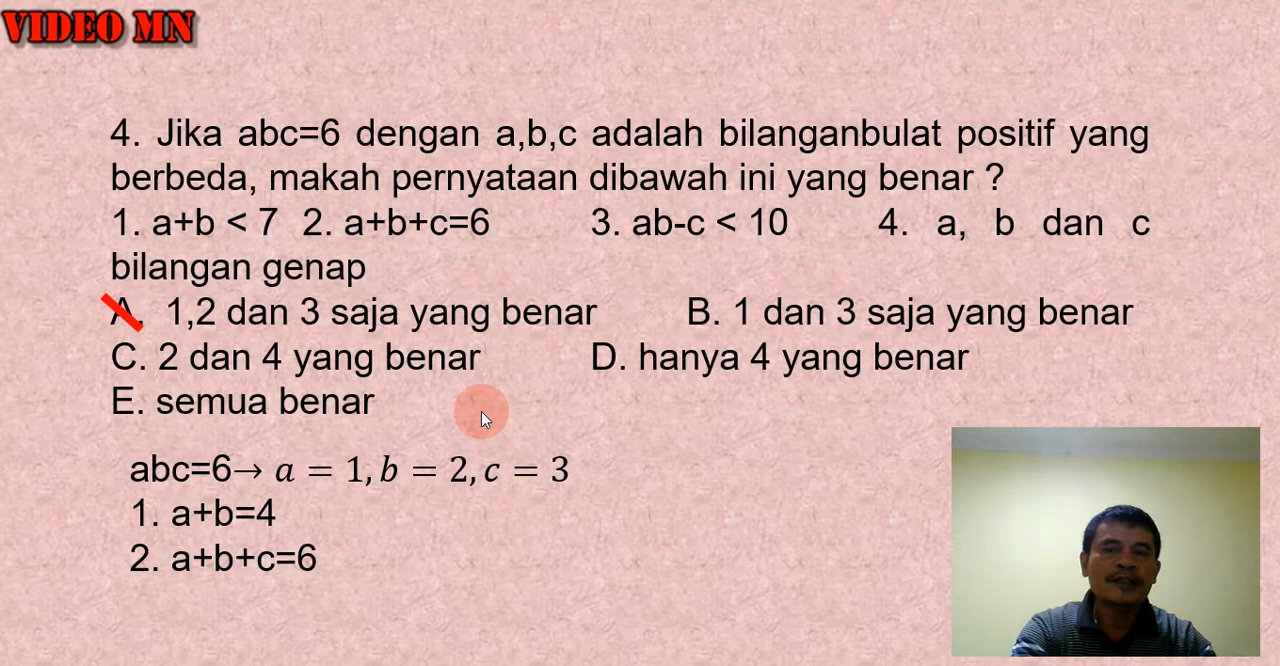 VIDEO MN
4. Jika abc=6 dengan a,b,c adalah bilanganbulat positif yang
berbeda, makah pernyataan dibawah ini yang benar ?
1. a+b < 7 2. a+b+c=6 3. ab-c < 10 4. a, b dan c
bilangan genap
A. 1,2 dan 3 saja yang benar B. 1 dan 3 saja yang benar
C. 2 dan 4 yang benar D. hanya 4 yang benar
E. semua benar
abc=6→ a = 1, b = 2, c = 3
1. a+b=4
2. a+b+c=6